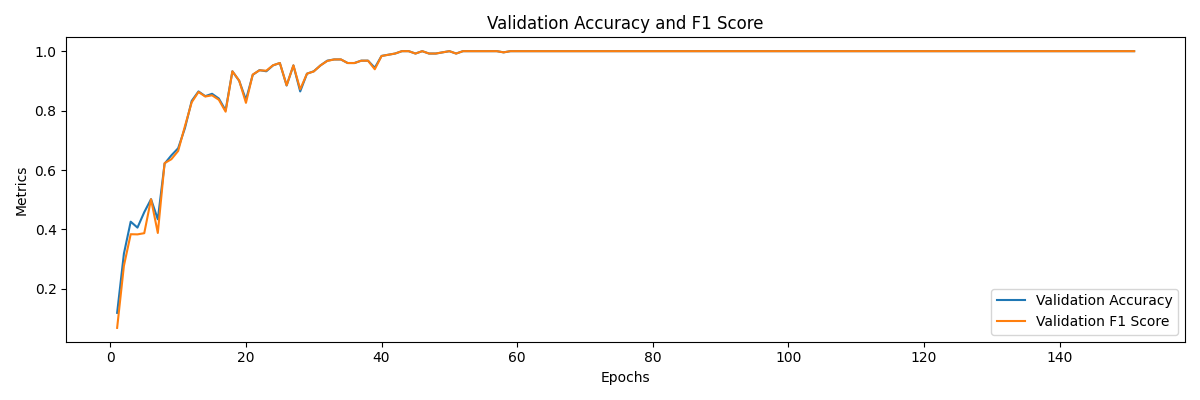 Validation Accuracy and F1 Score
1.0
0.8
0.6
0.4
0.2
Metrics
0 20 40 60 80 100 120 140
Epochs
Validation Accuracy
Validation F1 Score